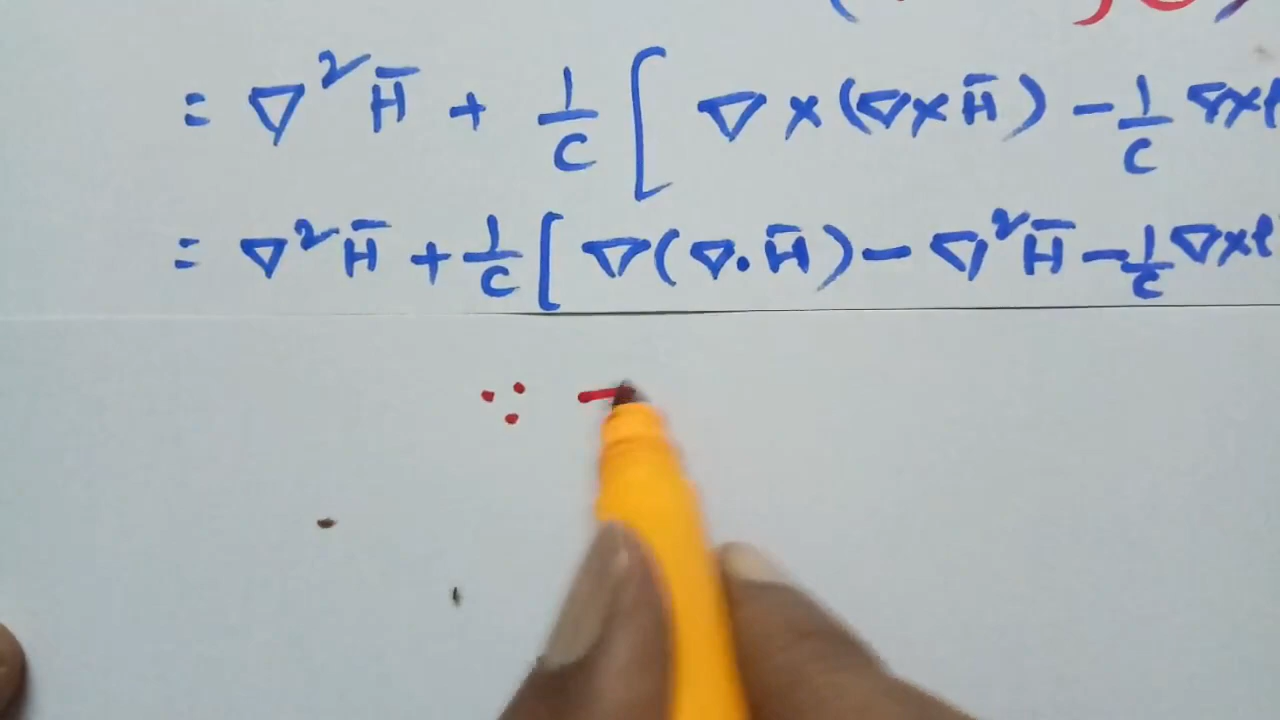 = ∇²H̄ + 1/C [ ∇ × (∇×H̄) - 1/C ∇×
= ∇²H̄ + 1/C [ ∇(∇.H̄) - ∇²H̄ - 1/C ∇×
∵